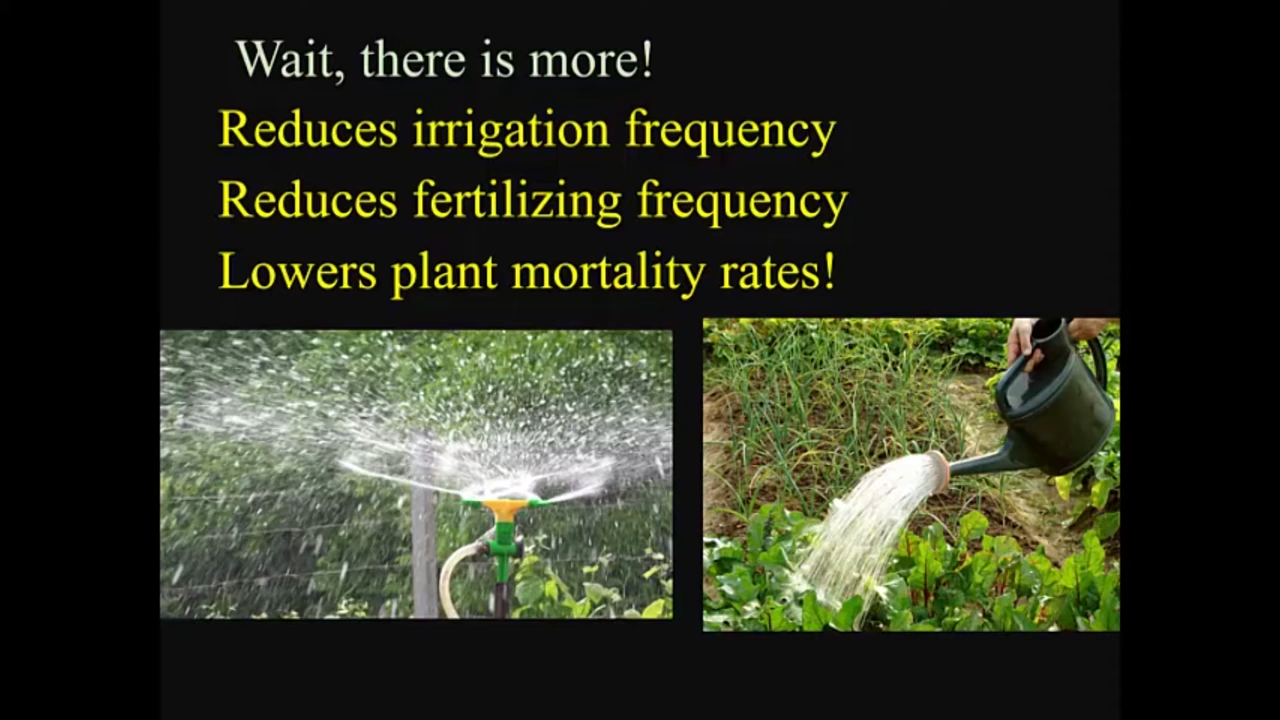 Wait, there is more!
Reduces irrigation frequency
Reduces fertilizing frequency
Lowers plant mortality rates!